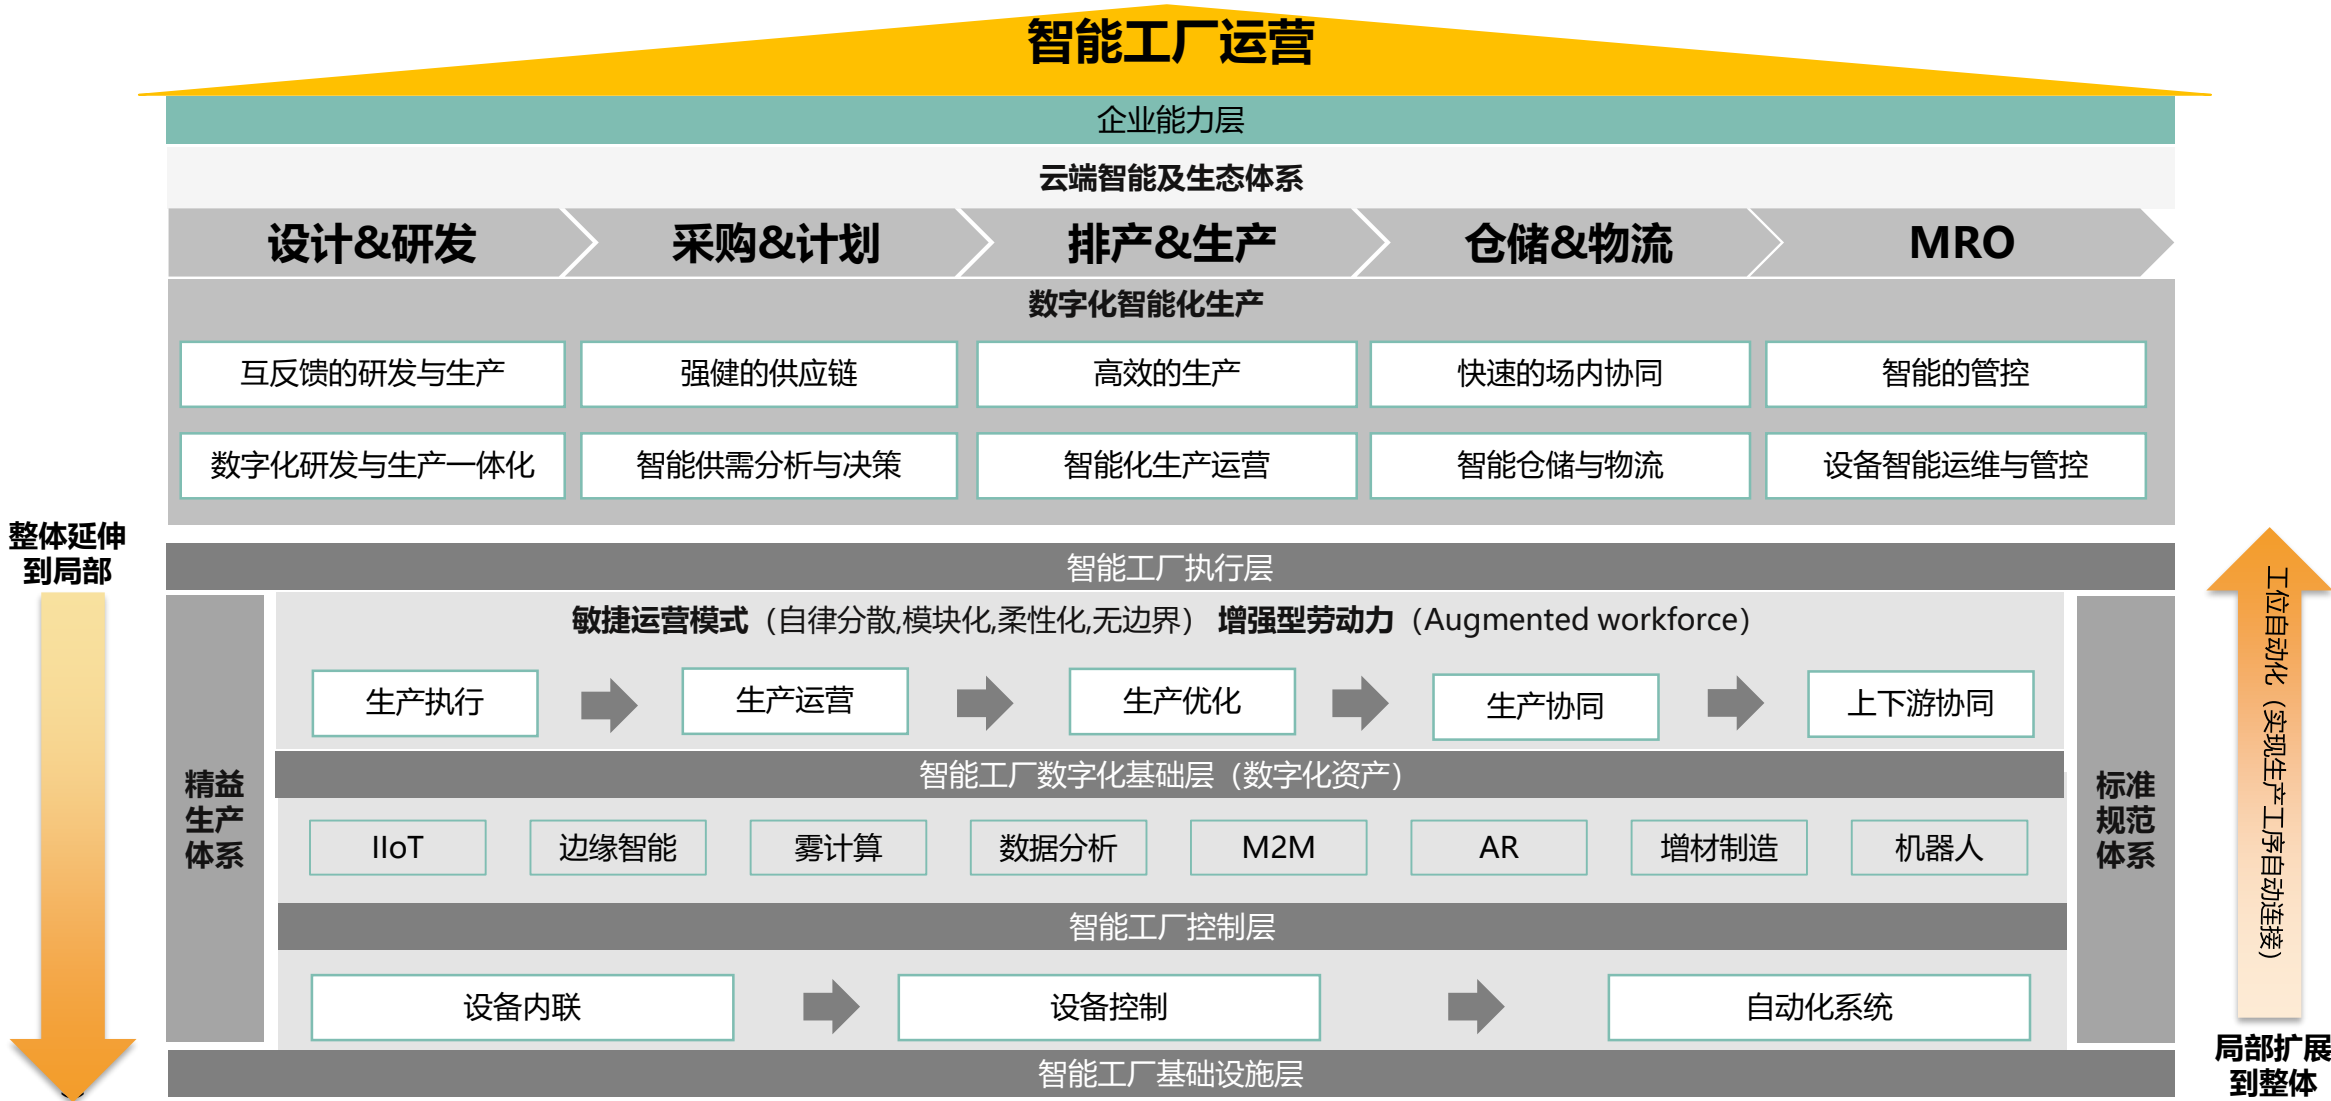 智能工厂运营
企业能力层
云端智能及生态体系
设计&研发
采购&计划
排产&生产
仓储&物流
MRO
数字化智能化生产
互反馈的研发与生产
强健的供应链
高效的生产
快速的场内协同
智能的管控
数字化研发与生产一体化
智能供需分析与决策
智能化生产运营
智能仓储与物流
设备智能运维与管控
整体延伸
到局部
智能工厂执行层
敏捷运营模式（自律分散,模块化,柔性化,无边界） 增强型劳动力（Augmented workforce）
生产执行
生产运营
生产优化
生产协同
上下游协同
精益
生产
体系
智能工厂数字化基础层（数字化资产）
IIoT
边缘智能
雾计算
数据分析
M2M
AR
增材制造
机器人
标准
规范
体系
智能工厂控制层
设备内联
设备控制
自动化系统
智能工厂基础设施层
工位自动化（实现生产工序自动连接）
局部扩展
到整体